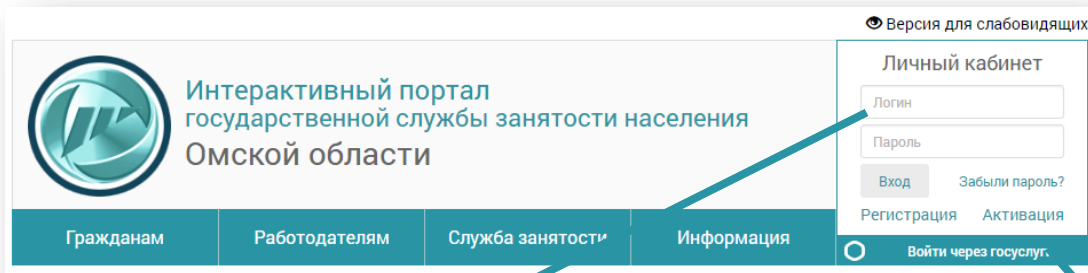 Версия для слабовидящих
Интерактивный портал
государственной службы занятости населения
Омской области
Личный кабинет
Логин
Пароль
Вход Забыли пароль?
Регистрация Активация
Гражданам Работодателям Служба занятости Информация
Войти через госуслуг